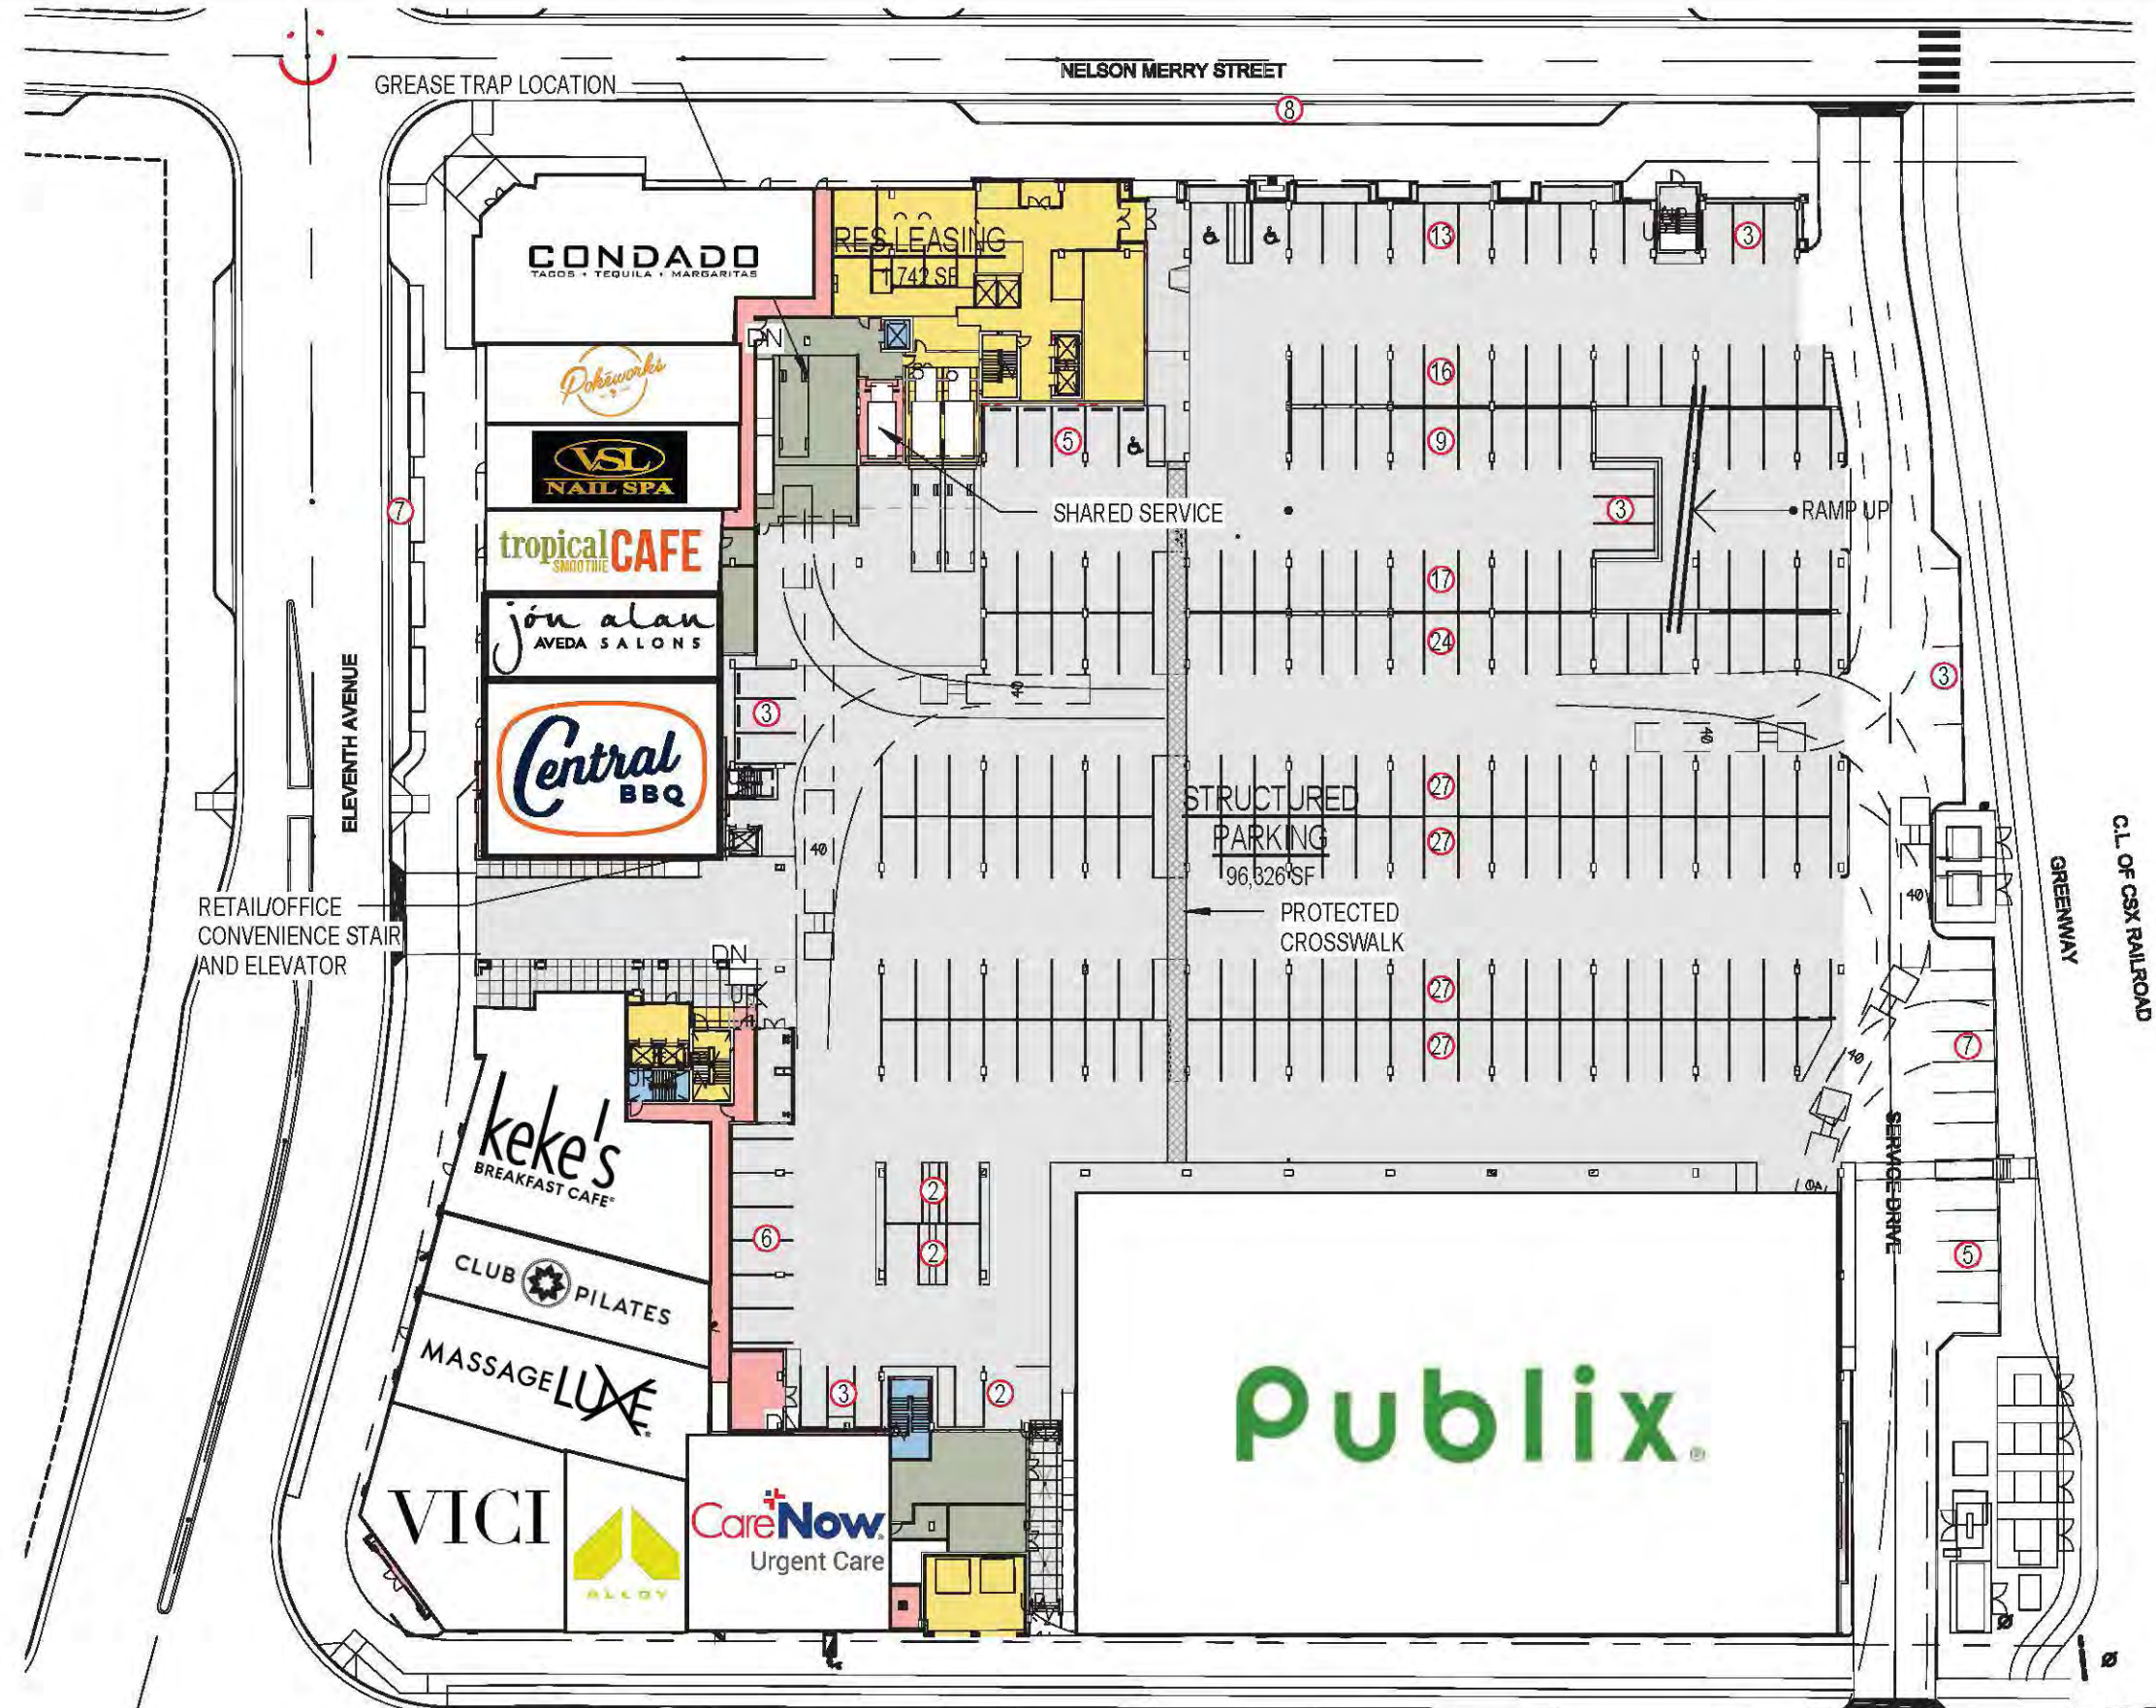 NELSON MERRY STREET
GREASE TRAP LOCATION
8
CONDADO
TACOS • TEQUILA • MARGARITAS
RES. LEASING
1,742 SF
13
3
DN
Pokéworks
16
5
9
VSL
NAIL SPA
7
SHARED SERVICE
3
RAMP UP
tropical
SMOOTHIE
CAFE
17
jón alan
AVEDA SALONS
24
3
40
3
40
ELEVENTH AVENUE
Central
BBQ
27
STRUCTURED
PARKING
96,326 SF
27
40
40
C.L. OF CSX RAILROAD
GREENWAY
RETAIL/OFFICE
CONVENIENCE STAIR
AND ELEVATOR
PROTECTED
CROSSWALK
DN
27
27
7
40
keke's
BREAKFAST CAFE®
SERVICE DRIVE
2
6
2
5
CLUB PILATES
MASSAGE LUXE®
3
2
Publix®
VICI
ALLOY
CareNow®
Urgent Care